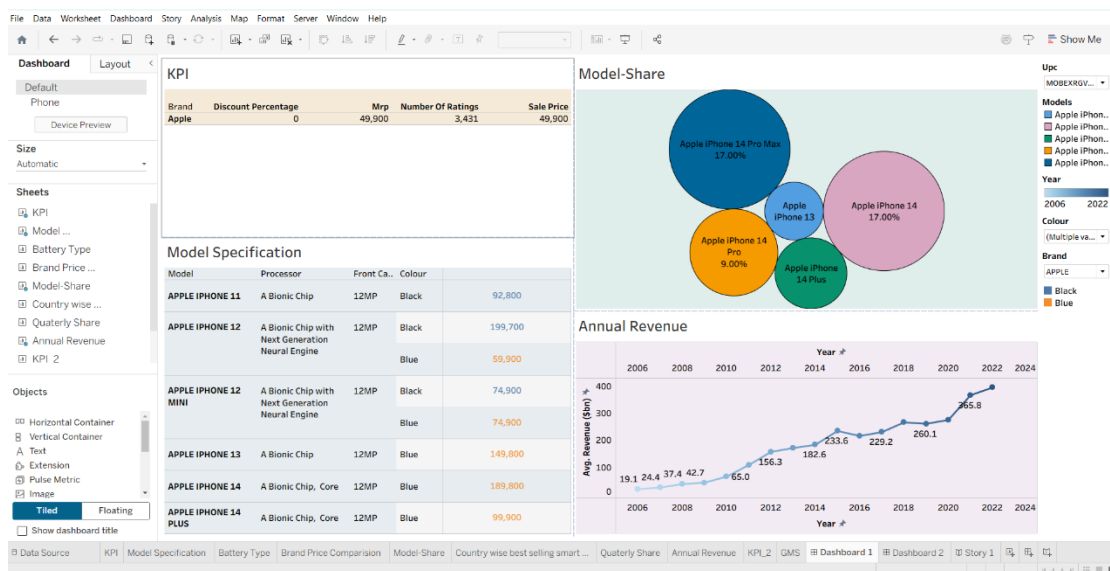 File Data Worksheet Dashboard Story Analysis Map Format Server Window Help
Show Me
Dashboard Layout
Default
Phone
Device Preview
Size
Automatic
Sheets
KPI
Model ...
Battery Type
Brand Price ...
Model-Share
Country wise ...
Quaterly Share
Annual Revenue
KPI_2
Objects
Horizontal Container
Vertical Container
Text
Extension
Pulse Metric
Image
Tiled Floating
Show dashboard title
KPI
Brand Discount Percentage Mrp Number Of Ratings Sale Price
Apple 0 49,900 3,431 49,900
Model Specification
Model Processor Front Ca.. Colour
APPLE IPHONE 11 A Bionic Chip 12MP Black 92,800
APPLE IPHONE 12 A Bionic Chip with 12MP Black 199,700
Next Generation
Neural Engine
Blue 59,900
APPLE IPHONE 12 A Bionic Chip with 12MP Black 74,900
MINI Next Generation
Neural Engine
Blue 74,900
APPLE IPHONE 13 A Bionic Chip 12MP Blue 149,800
APPLE IPHONE 14 A Bionic Chip, Core 12MP Blue 189,800
APPLE IPHONE 14 A Bionic Chip, Core 12MP Blue 99,900
PLUS
Model-Share
Apple iPhone 14 Pro Max
17.00%
Apple
iPhone 13
Apple iPhone 14
17.00%
Apple iPhone 14
Pro
9.00%
Apple iPhone
14 Plus
Annual Revenue
Year
2006 2008 2010 2012 2014 2016 2018 2020 2022 2024
Avg. Revenue ($bn)
400
300
200
100
0
19.1 24.4 37.4 42.7 65.0 156.3 182.6 233.6 229.2 260.1 365.8
2006 2008 2010 2012 2014 2016 2018 2020 2022 2024
Year
Upc
MOBEXRGV...
Models
Apple iPhon..
Apple iPhon..
Apple iPhon..
Apple iPhon..
Apple iPhon..
Year
2006 2022
Colour
(Multiple va...
Brand
APPLE
Black
Blue
Data Source KPI Model Specification Battery Type Brand Price Comparision Model-Share Country wise best selling smart ... Quaterly Share Annual Revenue KPI_2 GMS Dashboard 1 Dashboard 2 Story 1